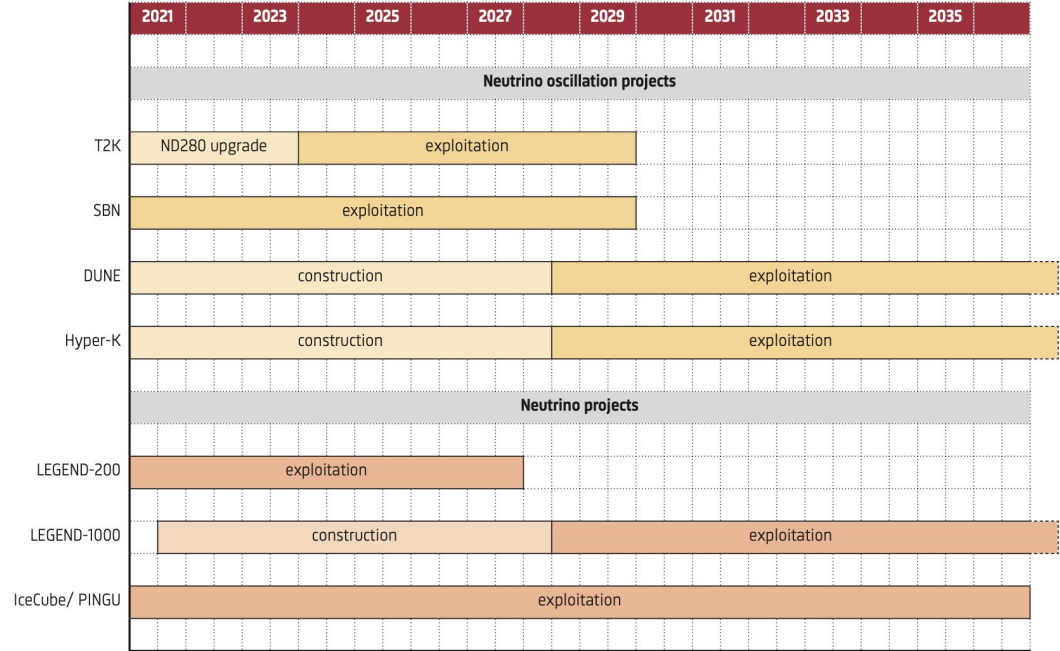 2021 2023 2025 2027 2029 2031 2033 2035
Neutrino oscillation projects
T2K ND280 upgrade exploitation
SBN exploitation
DUNE construction exploitation
Hyper-K construction exploitation
Neutrino projects
LEGEND-200 exploitation
LEGEND-1000 construction exploitation
IceCube/ PINGU exploitation